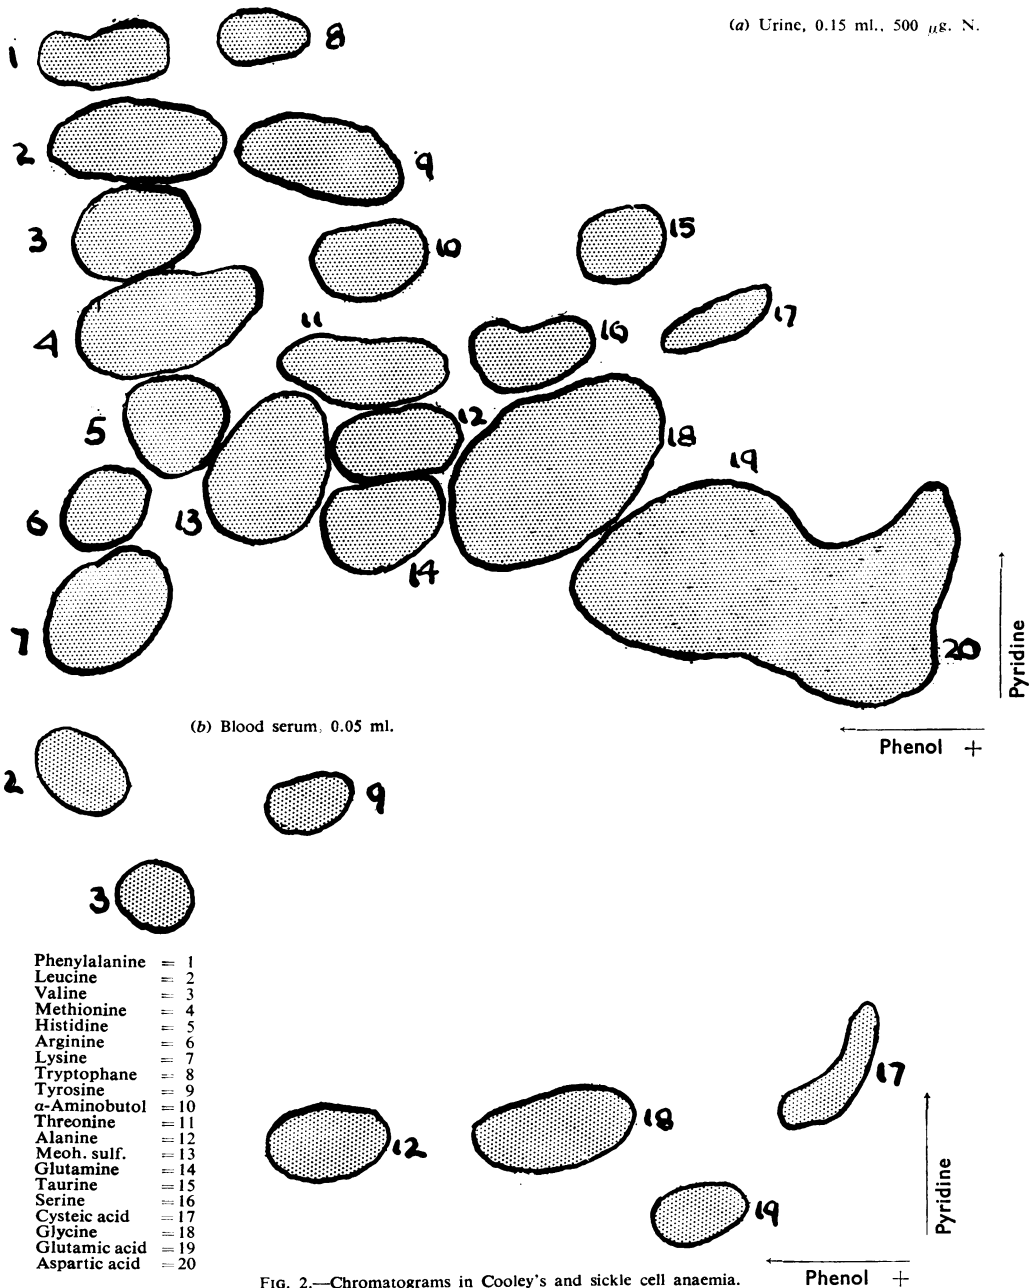 (a) Urine, 0.15 ml., 500 μg. N.
1
8
2
9
3
10
15
4
11
16
17
5
12
18
19
6
13
14
7
20
Pyridine
Phenol +
(b) Blood serum, 0.05 ml.
2
9
3
Phenylalanine = 1
Leucine = 2
Valine = 3
Methionine = 4
Histidine = 5
Arginine = 6
Lysine = 7
Tryptophane = 8
Tyrosine = 9
α-Aminobutol = 10
Threonine = 11
Alanine = 12
Meoh. sulf. = 13
Glutamine = 14
Taurine = 15
Serine = 16
Cysteic acid = 17
Glycine = 18
Glutamic acid = 19
Aspartic acid = 20
17
12
18
19
Pyridine
Phenol +
FIG. 2.—Chromatograms in Cooley's and sickle cell anaemia.